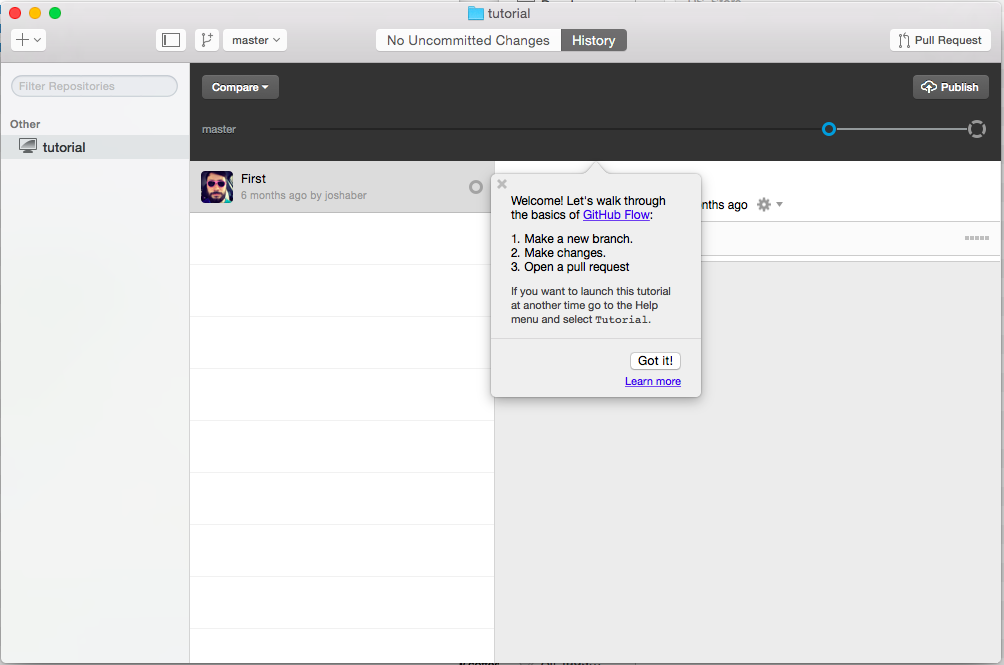 tutorial
master
No Uncommitted Changes
History
Pull Request
Filter Repositories
Other
tutorial
Compare
Publish
master
First
6 months ago by joshaber
Welcome! Let's walk through
the basics of GitHub Flow:
1. Make a new branch.
2. Make changes.
3. Open a pull request
If you want to launch this tutorial
at another time go to the Help
menu and select Tutorial.
Got it!
Learn more
ago